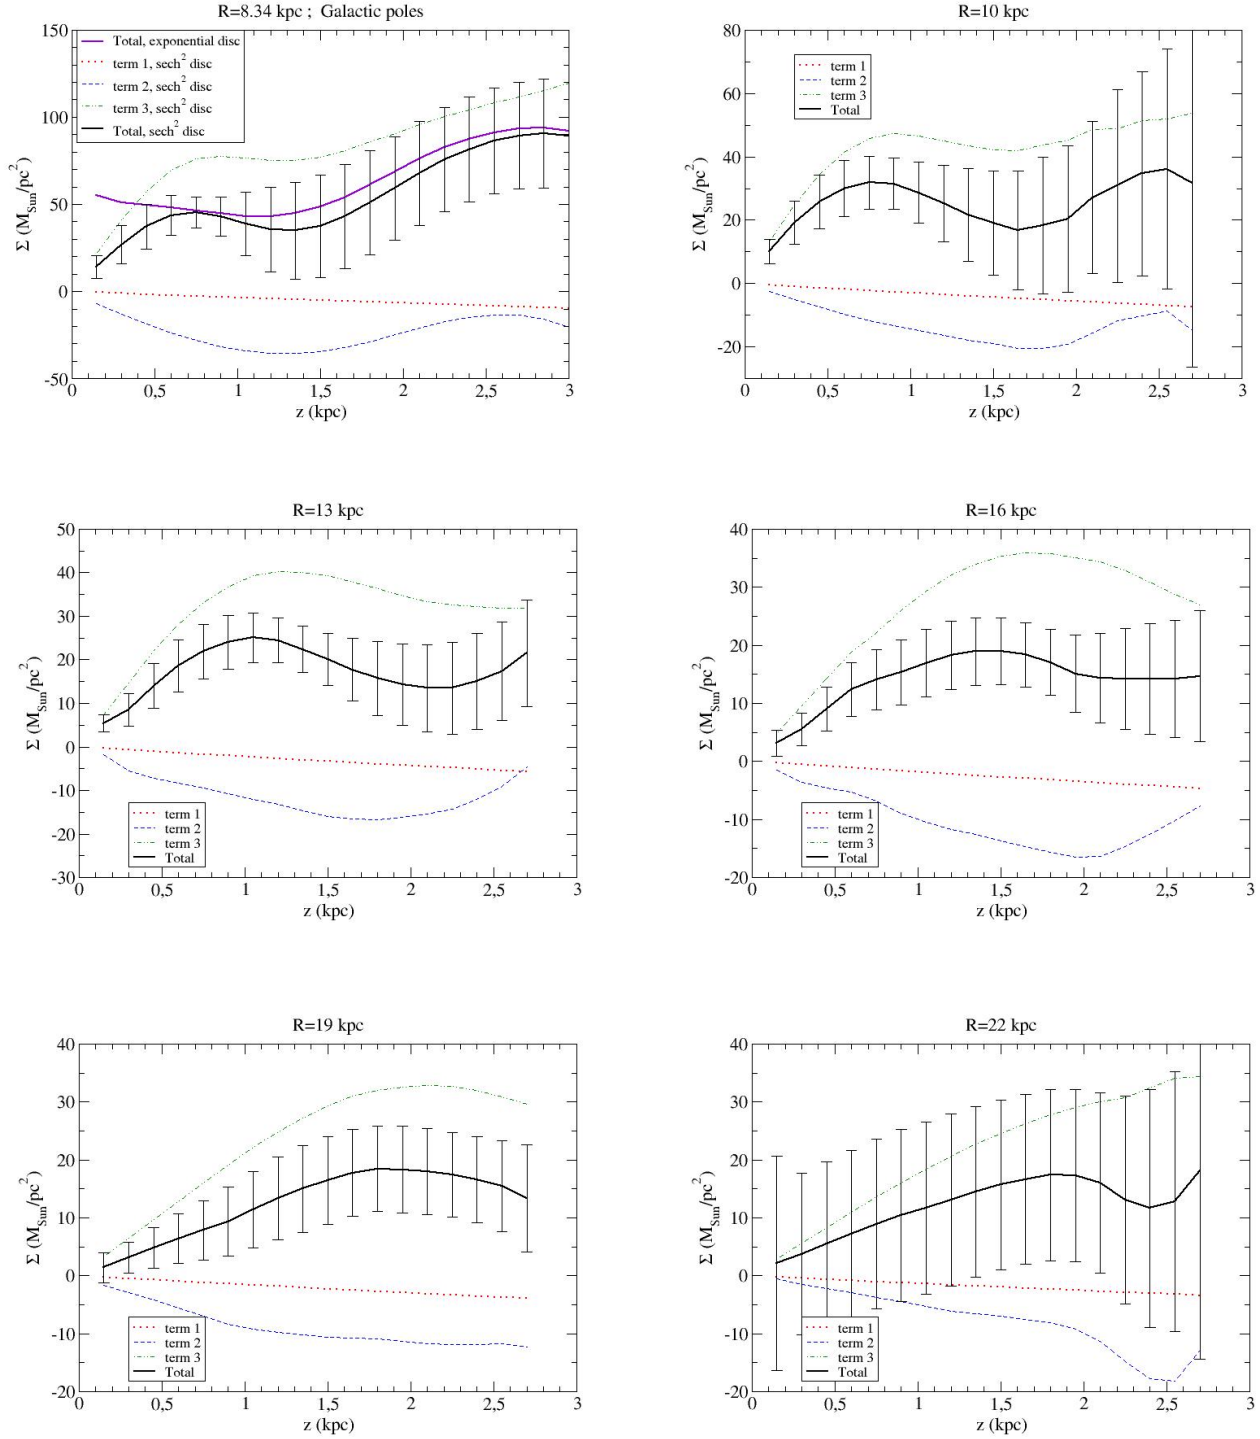 R=8.34 kpc ; Galactic poles
150
100
50
0
-50
Σ (M_Sun/pc²)
Total, exponential disc
term 1, sech² disc
term 2, sech² disc
term 3, sech² disc
Total, sech² disc
0 0,5 1 1,5 2 2,5 3
z (kpc)
R=10 kpc
80
60
40
20
0
-20
Σ (M_Sun/pc²)
term 1
term 2
term 3
Total
0 0,5 1 1,5 2 2,5 3
z (kpc)
R=13 kpc
50
40
30
20
10
0
-10
-20
-30
Σ (M_Sun/pc²)
term 1
term 2
term 3
Total
0 0,5 1 1,5 2 2,5 3
z (kpc)
R=16 kpc
40
30
20
10
0
-10
-20
Σ (M_Sun/pc²)
term 1
term 2
term 3
Total
0 0,5 1 1,5 2 2,5 3
z (kpc)
R=19 kpc
40
30
20
10
0
-10
-20
Σ (M_Sun/pc²)
term 1
term 2
term 3
Total
0 0,5 1 1,5 2 2,5 3
z (kpc)
R=22 kpc
40
30
20
10
0
-10
-20
Σ (M_Sun/pc²)
term 1
term 2
term 3
Total
0 0,5 1 1,5 2 2,5 3
z (kpc)